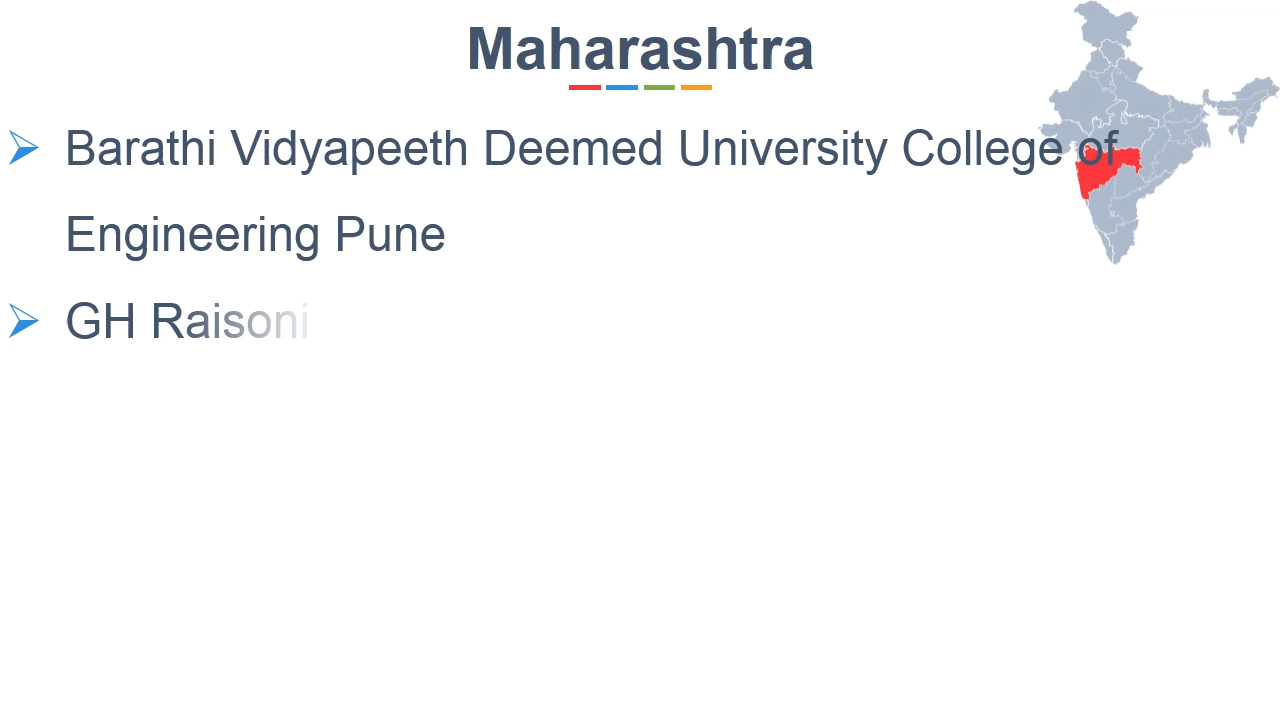 Maharashtra
Barathi Vidyapeeth Deemed University College of
Engineering Pune
GH Raisoni